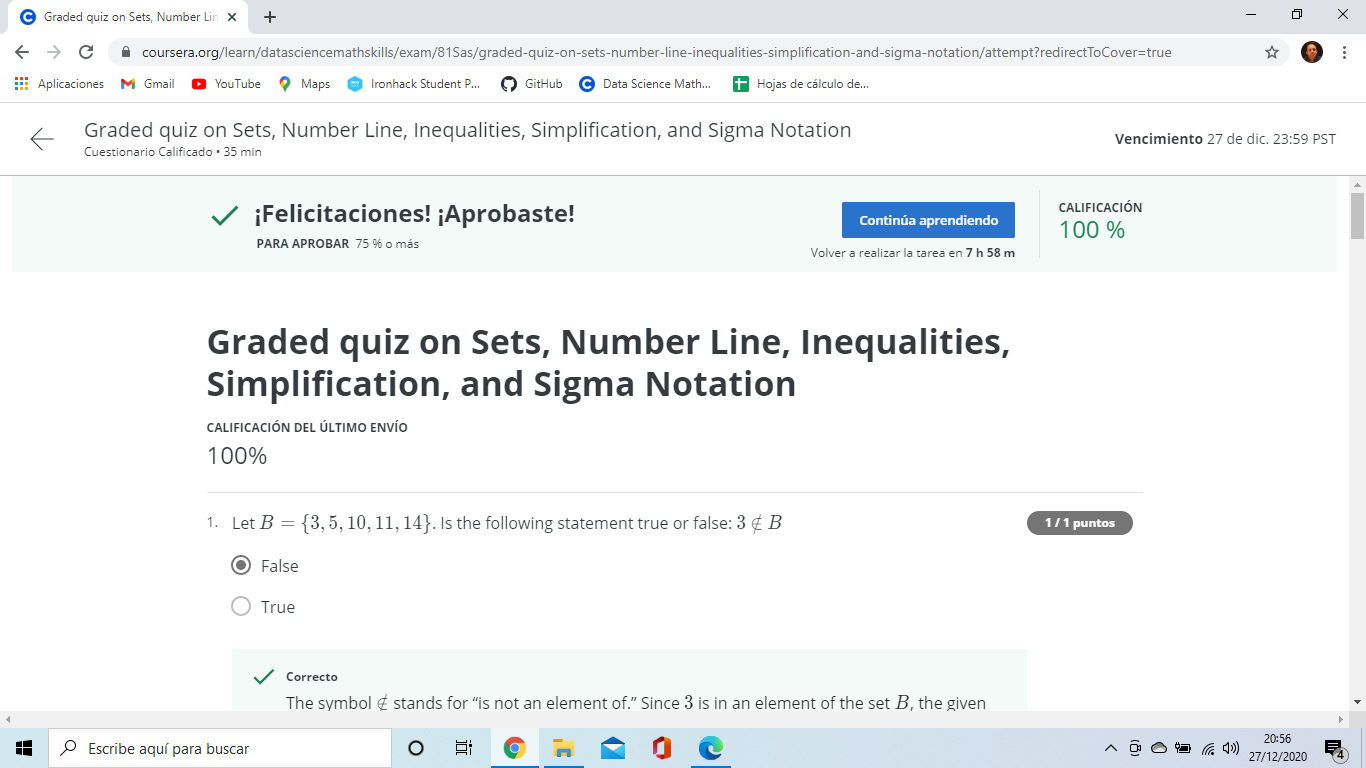 Graded quiz on Sets, Number Lin
coursera.org/learn/datasciencemathskills/exam/81Sas/graded-quiz-on-sets-number-line-inequalities-simplification-and-sigma-notation/attempt?redirectToCover=true
Aplicaciones Gmail YouTube Maps Ironhack Student P... GitHub Data Science Math... Hojas de cálculo de...
Graded quiz on Sets, Number Line, Inequalities, Simplification, and Sigma Notation
Cuestionario Calificado • 35 min
Vencimiento 27 de dic. 23:59 PST
¡Felicitaciones! ¡Aprobaste!
PARA APROBAR 75 % o más
Continúa aprendiendo
Volver a realizar la tarea en 7 h 58 m
CALIFICACIÓN
100 %
Graded quiz on Sets, Number Line, Inequalities,
Simplification, and Sigma Notation
CALIFICACIÓN DEL ÚLTIMO ENVÍO
100%
1. Let B = {3, 5, 10, 11, 14}. Is the following statement true or false: 3 ∉ B
1 / 1 puntos
False
True
Correcto
The symbol ∉ stands for “is not an element of.” Since 3 is in an element of the set B, the given
Escribe aquí para buscar
20:56
27/12/2020
4